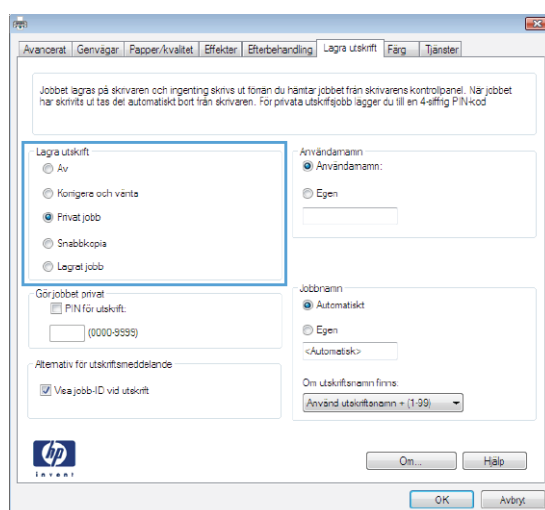 Avancerat Genvägar Papper/kvalitet Effekter Efterbehandling Lagra utskrift Färg Tjänster
Jobbet lagras på skrivaren och ingenting skrivs ut förrän du hämtar jobbet från skrivarens kontrollpanel. När jobbet
har skrivits ut tas det automatiskt bort från skrivaren. För privata utskriftsjobb lägger du till en 4-siffrig PIN-kod
Lagra utskrift
Av
Korrigera och vänta
Privat jobb
Snabbkopia
Lagrat jobb
Användarnamn
Användarnamn:
Egen
Gör jobbet privat
PIN för utskrift:
(0000-9999)
Jobbnamn
Automatiskt
Egen
<Automatisk>
Alternativ för utskriftsmeddelande
Visa jobb-ID vid utskrift
Om utskriftsnamn finns:
Använd utskriftsnamn + (1-99)
hp
invent
Om... Hjälp
OK Avbryt